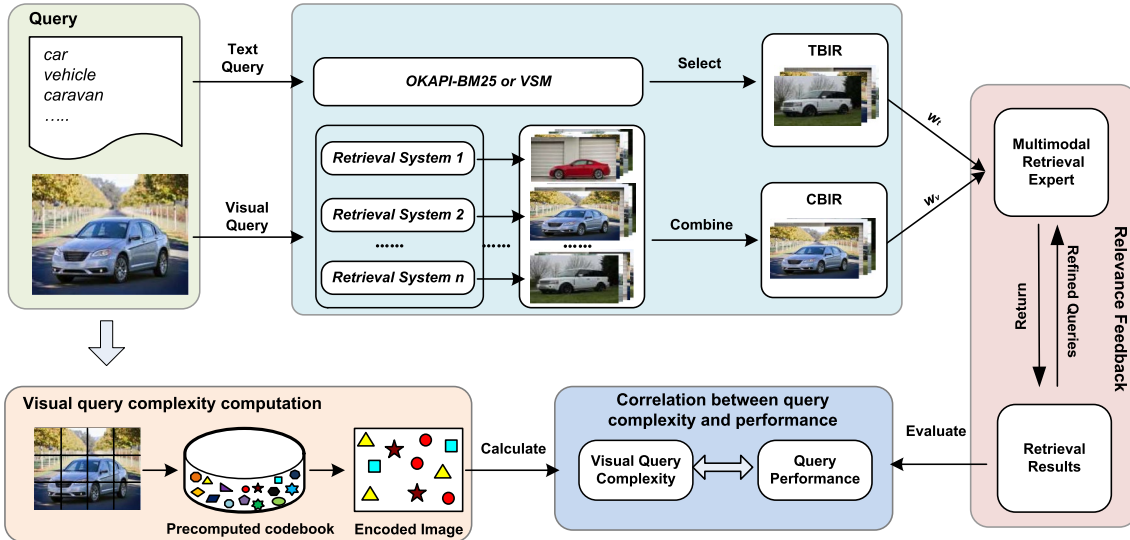 Query
car
vehicle
caravan
…..
Text
Query
Visual
Query
OKAPI-BM25 or VSM
Retrieval System 1
Retrieval System 2
......
Retrieval System n
......
......
Select
Combine
TBIR
CBIR
wt
wv
Multimodal
Retrieval
Expert
Return
Refined Queries
Relevance Feedback
Retrieval
Results
Evaluate
Visual query complexity computation
Precomputed codebook
Encoded Image
Calculate
Correlation between query
complexity and performance
Visual Query
Complexity
Query
Performance